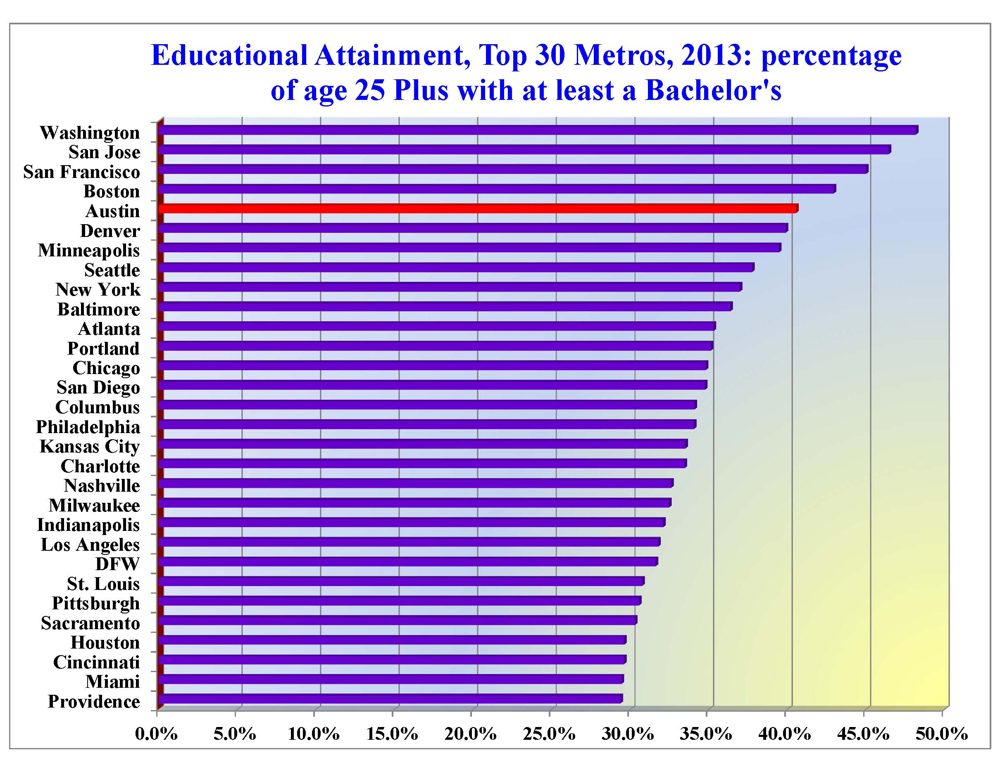 Educational Attainment, Top 30 Metros, 2013: percentage
of age 25 Plus with at least a Bachelor's
Washington
San Jose
San Francisco
Boston
Austin
Denver
Minneapolis
Seattle
New York
Baltimore
Atlanta
Portland
Chicago
San Diego
Columbus
Philadelphia
Kansas City
Charlotte
Nashville
Milwaukee
Indianapolis
Los Angeles
DFW
St. Louis
Pittsburgh
Sacramento
Houston
Cincinnati
Miami
Providence
0.0% 5.0% 10.0% 15.0% 20.0% 25.0% 30.0% 35.0% 40.0% 45.0% 50.0%